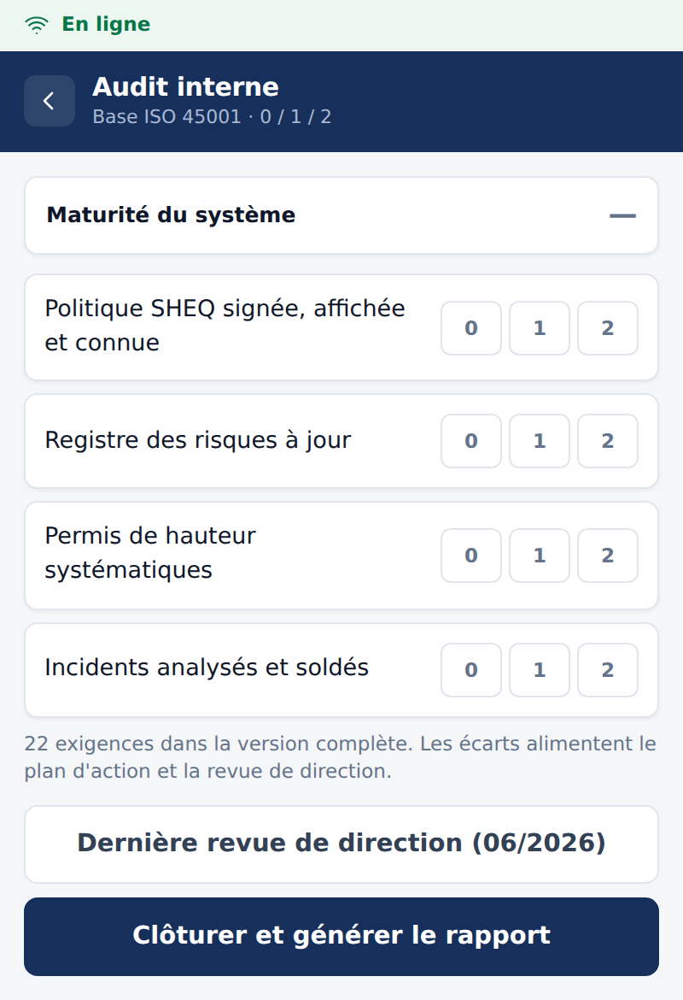 En ligne
Audit interne
Base ISO 45001 · 0 / 1 / 2
Maturité du système —
Politique SHEQ signée, affichée
et connue
0 1 2
Registre des risques à jour
0 1 2
Permis de hauteur
systématiques
0 1 2
Incidents analysés et soldés
0 1 2
22 exigences dans la version complète. Les écarts alimentent le
plan d'action et la revue de direction.
Dernière revue de direction (06/2026)
Clôturer et générer le rapport